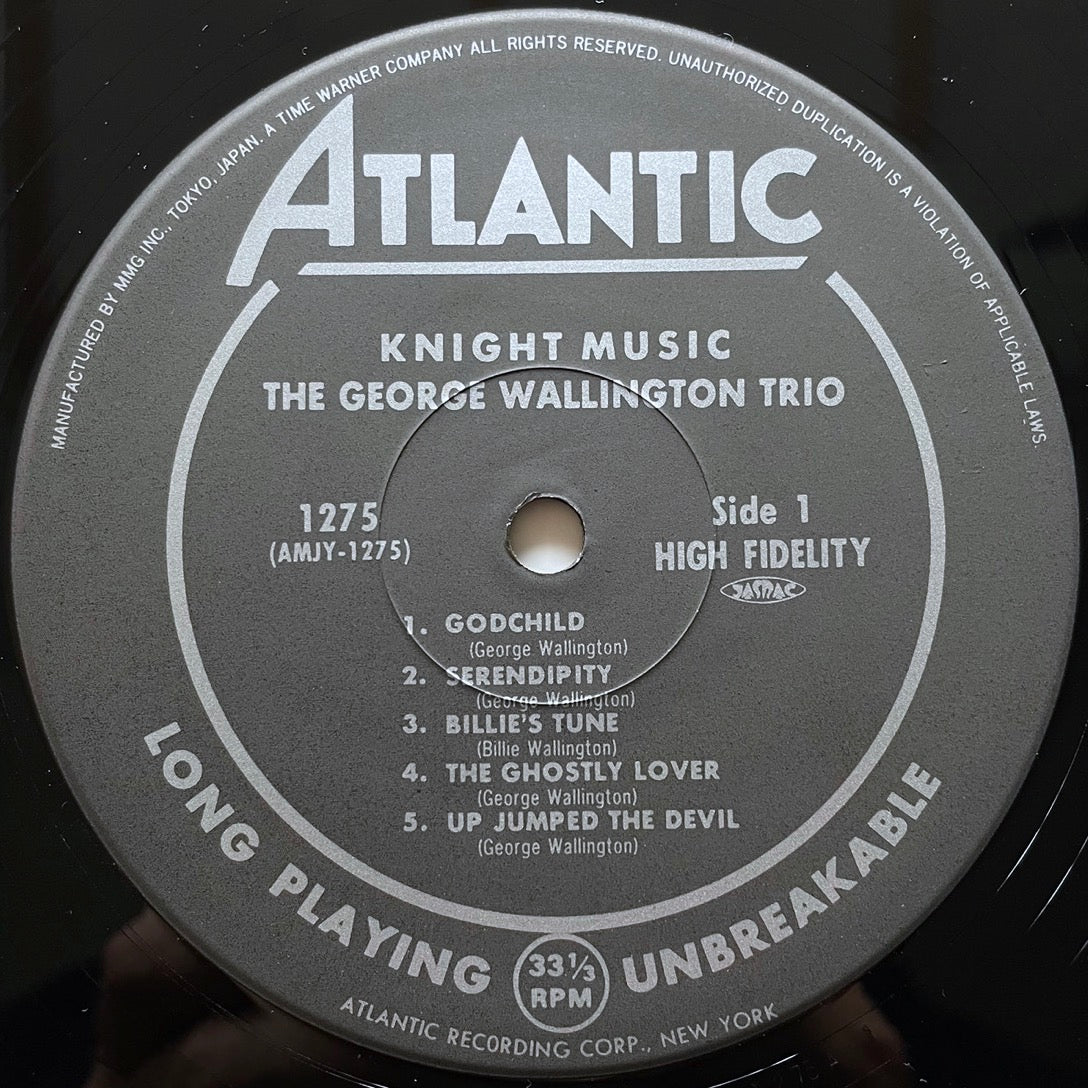 MANUFACTURED BY MMG INC., TOKYO, JAPAN. A TIME WARNER COMPANY ALL RIGHTS RESERVED. UNAUTHORIZED DUPLICATION IS A VIOLATION OF APPLICABLE LAWS.
ATLANTIC
KNIGHT MUSIC
THE GEORGE WALLINGTON TRIO
1275
(AMJY-1275)
Side 1
HIGH FIDELITY
JASRAC
1. GODCHILD
(George Wallington)
2. SERENDIPITY
(George Wallington)
3. BILLIE'S TUNE
(Billie Wallington)
4. THE GHOSTLY LOVER
(George Wallington)
5. UP JUMPED THE DEVIL
(George Wallington)
LONG PLAYING
33 1/3
RPM
UNBREAKABLE
ATLANTIC RECORDING CORP., NEW YORK